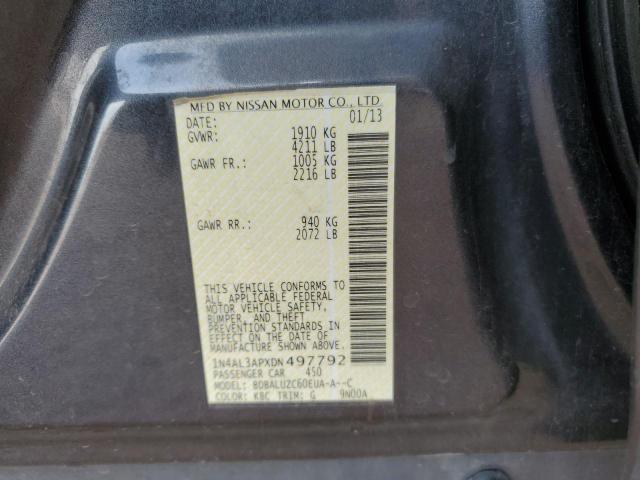 MFD BY NISSAN MOTOR CO., LTD.
DATE: 01/13
GVWR: 1910 KG
4211 LB
GAWR FR.: 1005 KG
2216 LB
GAWR RR.: 940 KG
2072 LB
THIS VEHICLE CONFORMS TO
ALL APPLICABLE FEDERAL
MOTOR VEHICLE SAFETY,
BUMPER, AND THEFT
PREVENTION STANDARDS IN
EFFECT ON THE DATE OF
MANUFACTURE SHOWN ABOVE.
1N4AL3APXDN497792
PASSENGER CAR 450
MODEL: BDBALUZC60EUA-A--C
COLOR: KBC TRIM: G 9N00A